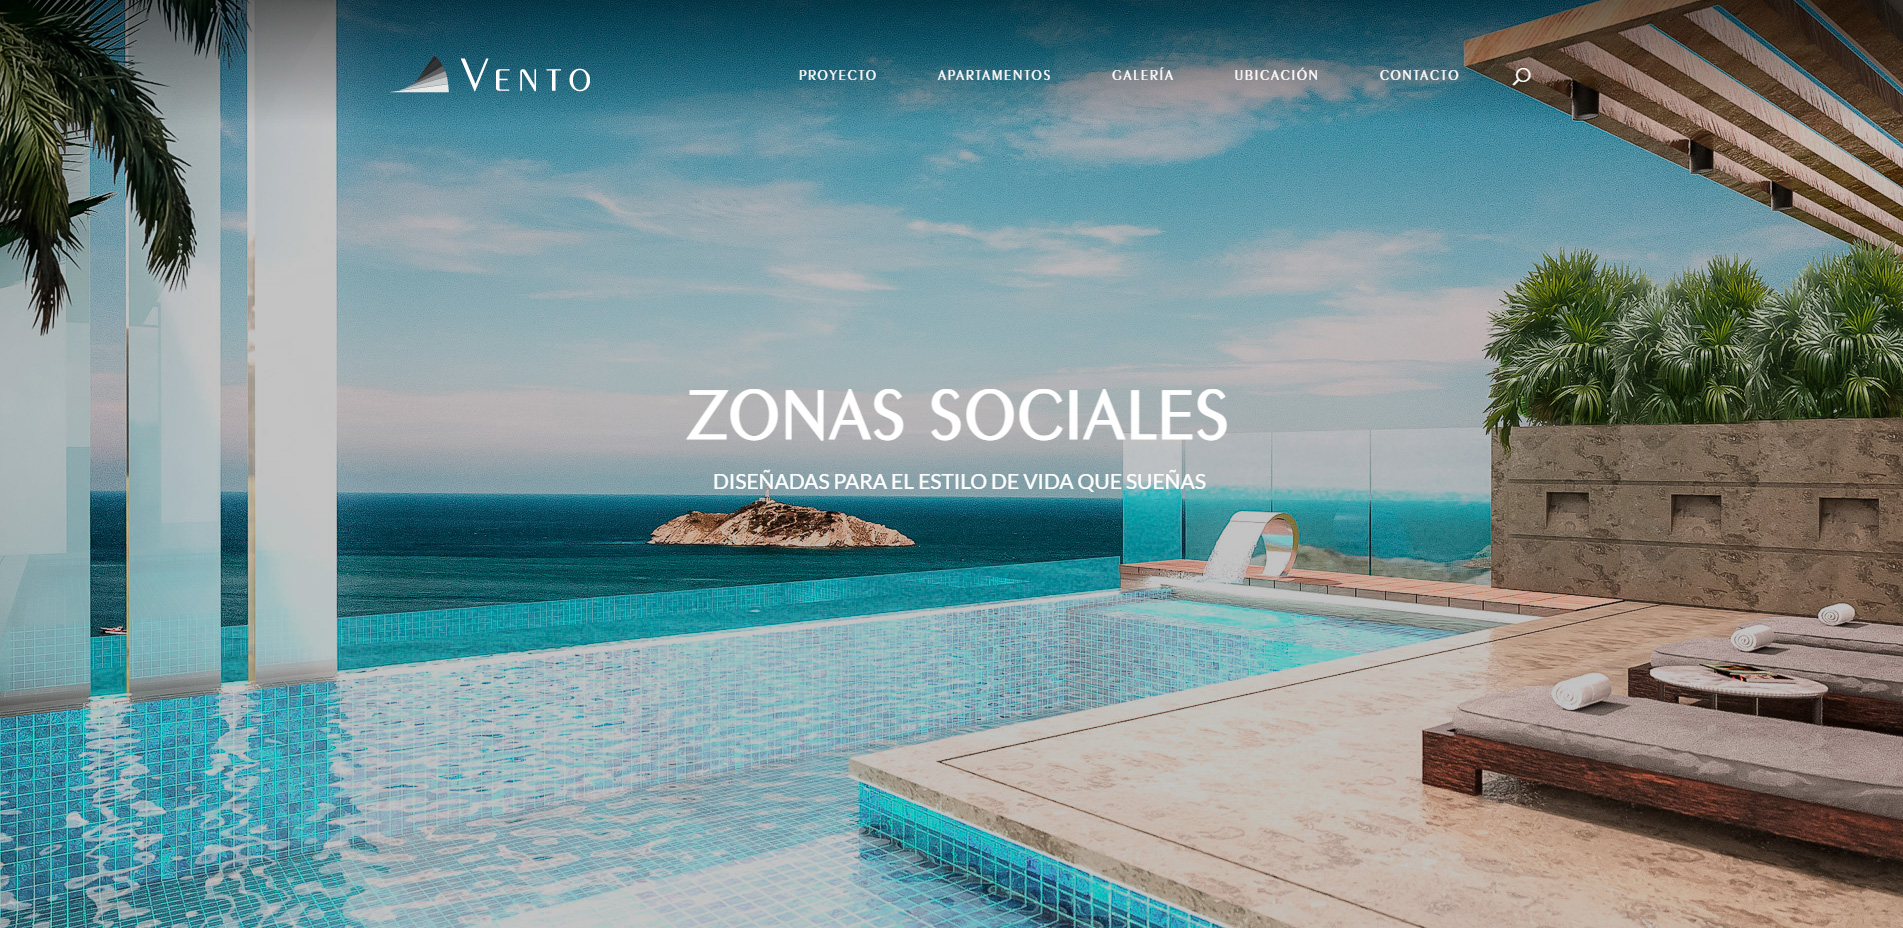 VENTO
PROYECTO
APARTAMENTOS
GALERÍA
UBICACIÓN
CONTACTO
ZONAS SOCIALES
DISEÑADAS PARA EL ESTILO DE VIDA QUE SUEÑAS